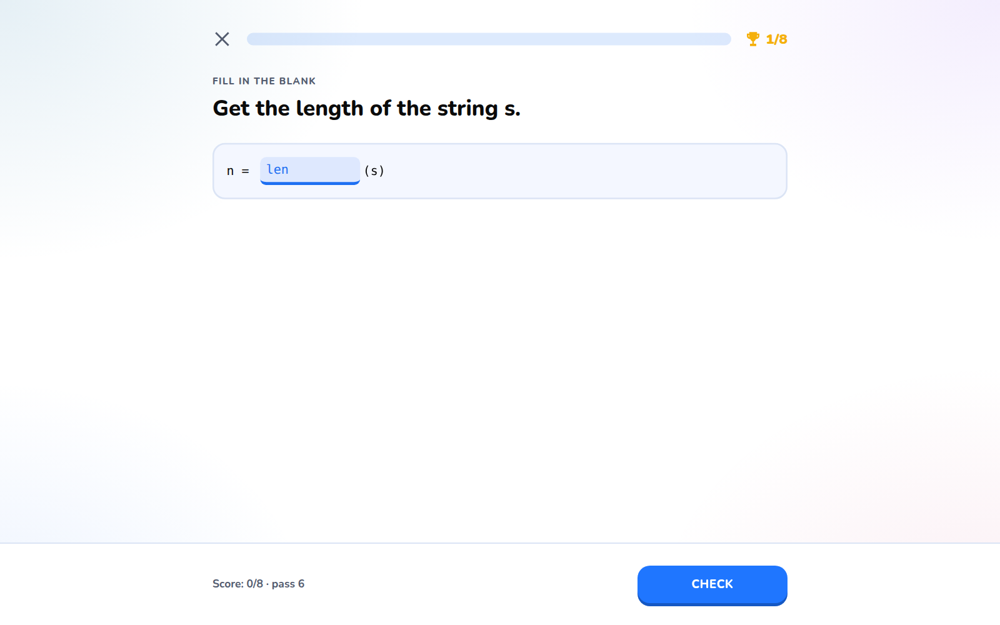 1/8
FILL IN THE BLANK
Get the length of the string s.
n = len (s)
Score: 0/8 · pass 6
CHECK